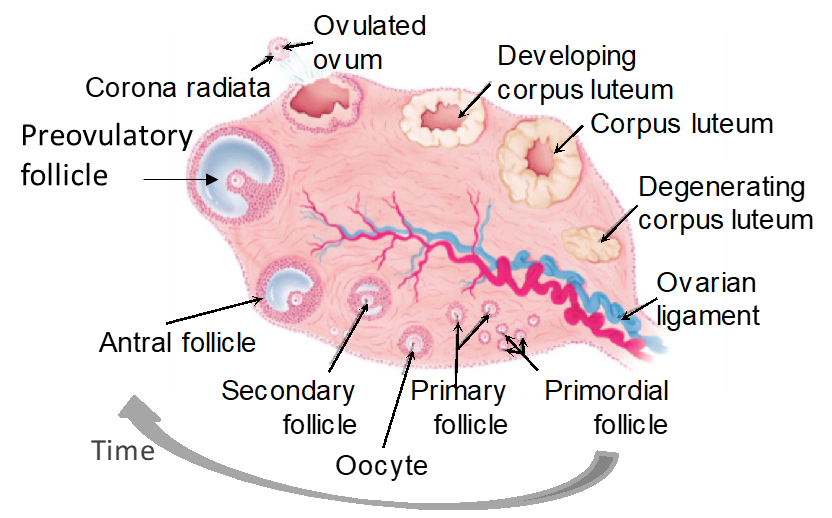 Ovulated
ovum
Corona radiata
Developing
corpus luteum
Preovulatory
follicle
Corpus luteum
Degenerating
corpus luteum
Ovarian
ligament
Antral follicle
Secondary
follicle
Primary
follicle
Primordial
follicle
Time
Oocyte